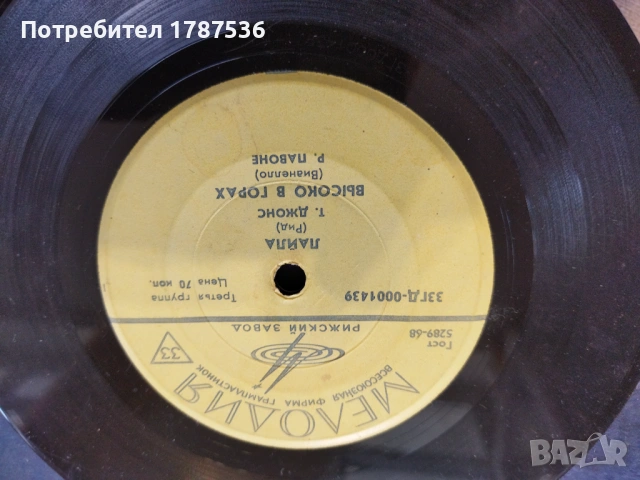 Потребител 1787536
МЕЛОДИЯ
ВСЕСОЮЗНАЯ ФИРМА ГРАМПЛАСТИНОК
33
РИЖСКИЙ ЗАВОД
Гост
5289-68
33ГД-0001439
Третья группа
Цена 70 коп.
ЛАЙЛА
(Рид)
Т. ДЖОНС
ВЫСОКО В ГОРАХ
(Вианелло)
Р. ПАВОНЕ
BAZAR